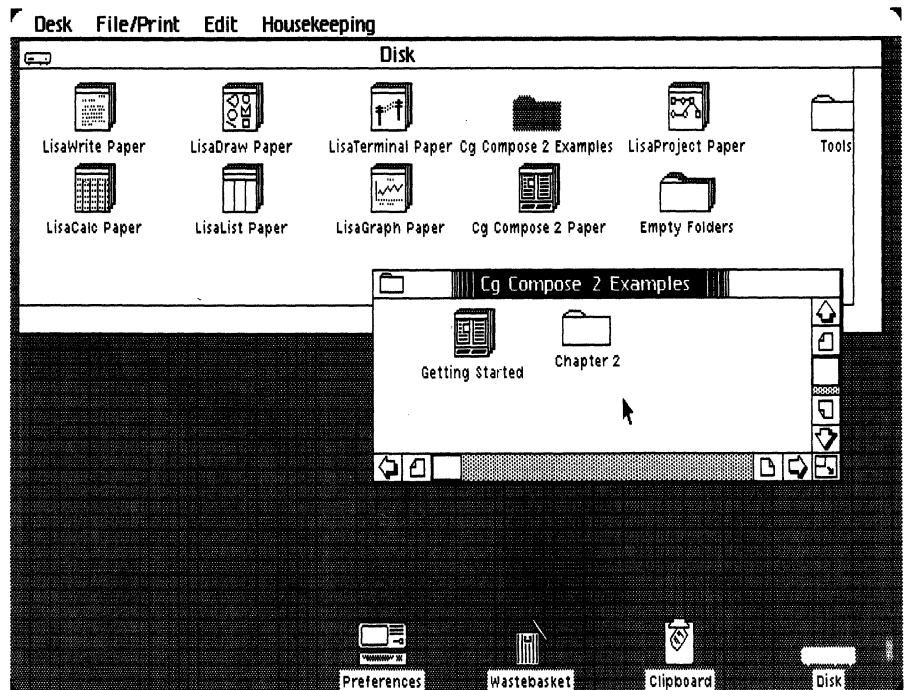 Desk File/Print Edit Housekeeping
Disk
LisaWrite Paper LisaDraw Paper LisaTerminal Paper Cg Compose 2 Examples LisaProject Paper Tools
LisaCalc Paper LisaList Paper LisaGraph Paper Cg Compose 2 Paper Empty Folders
Cg Compose 2 Examples
Getting Started Chapter 2
Preferences Wastebasket Clipboard Disk